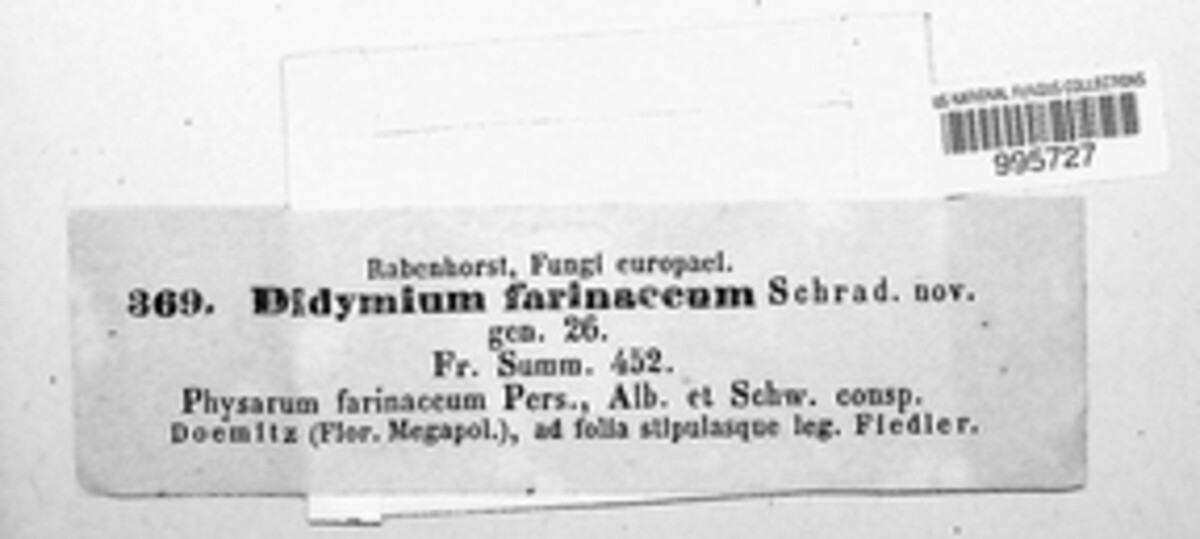 US NATIONAL FUNGUS COLLECTIONS
995727
Rabenhorst, Fungi europaei.
369. Didymium farinaceum Schrad. nov.
gen. 26.
Fr. Summ. 452.
Physarum farinaceum Pers., Alb. et Schw. consp.
Doemitz (Flor. Megapol.), ad folia stipulasque leg. Fiedler.